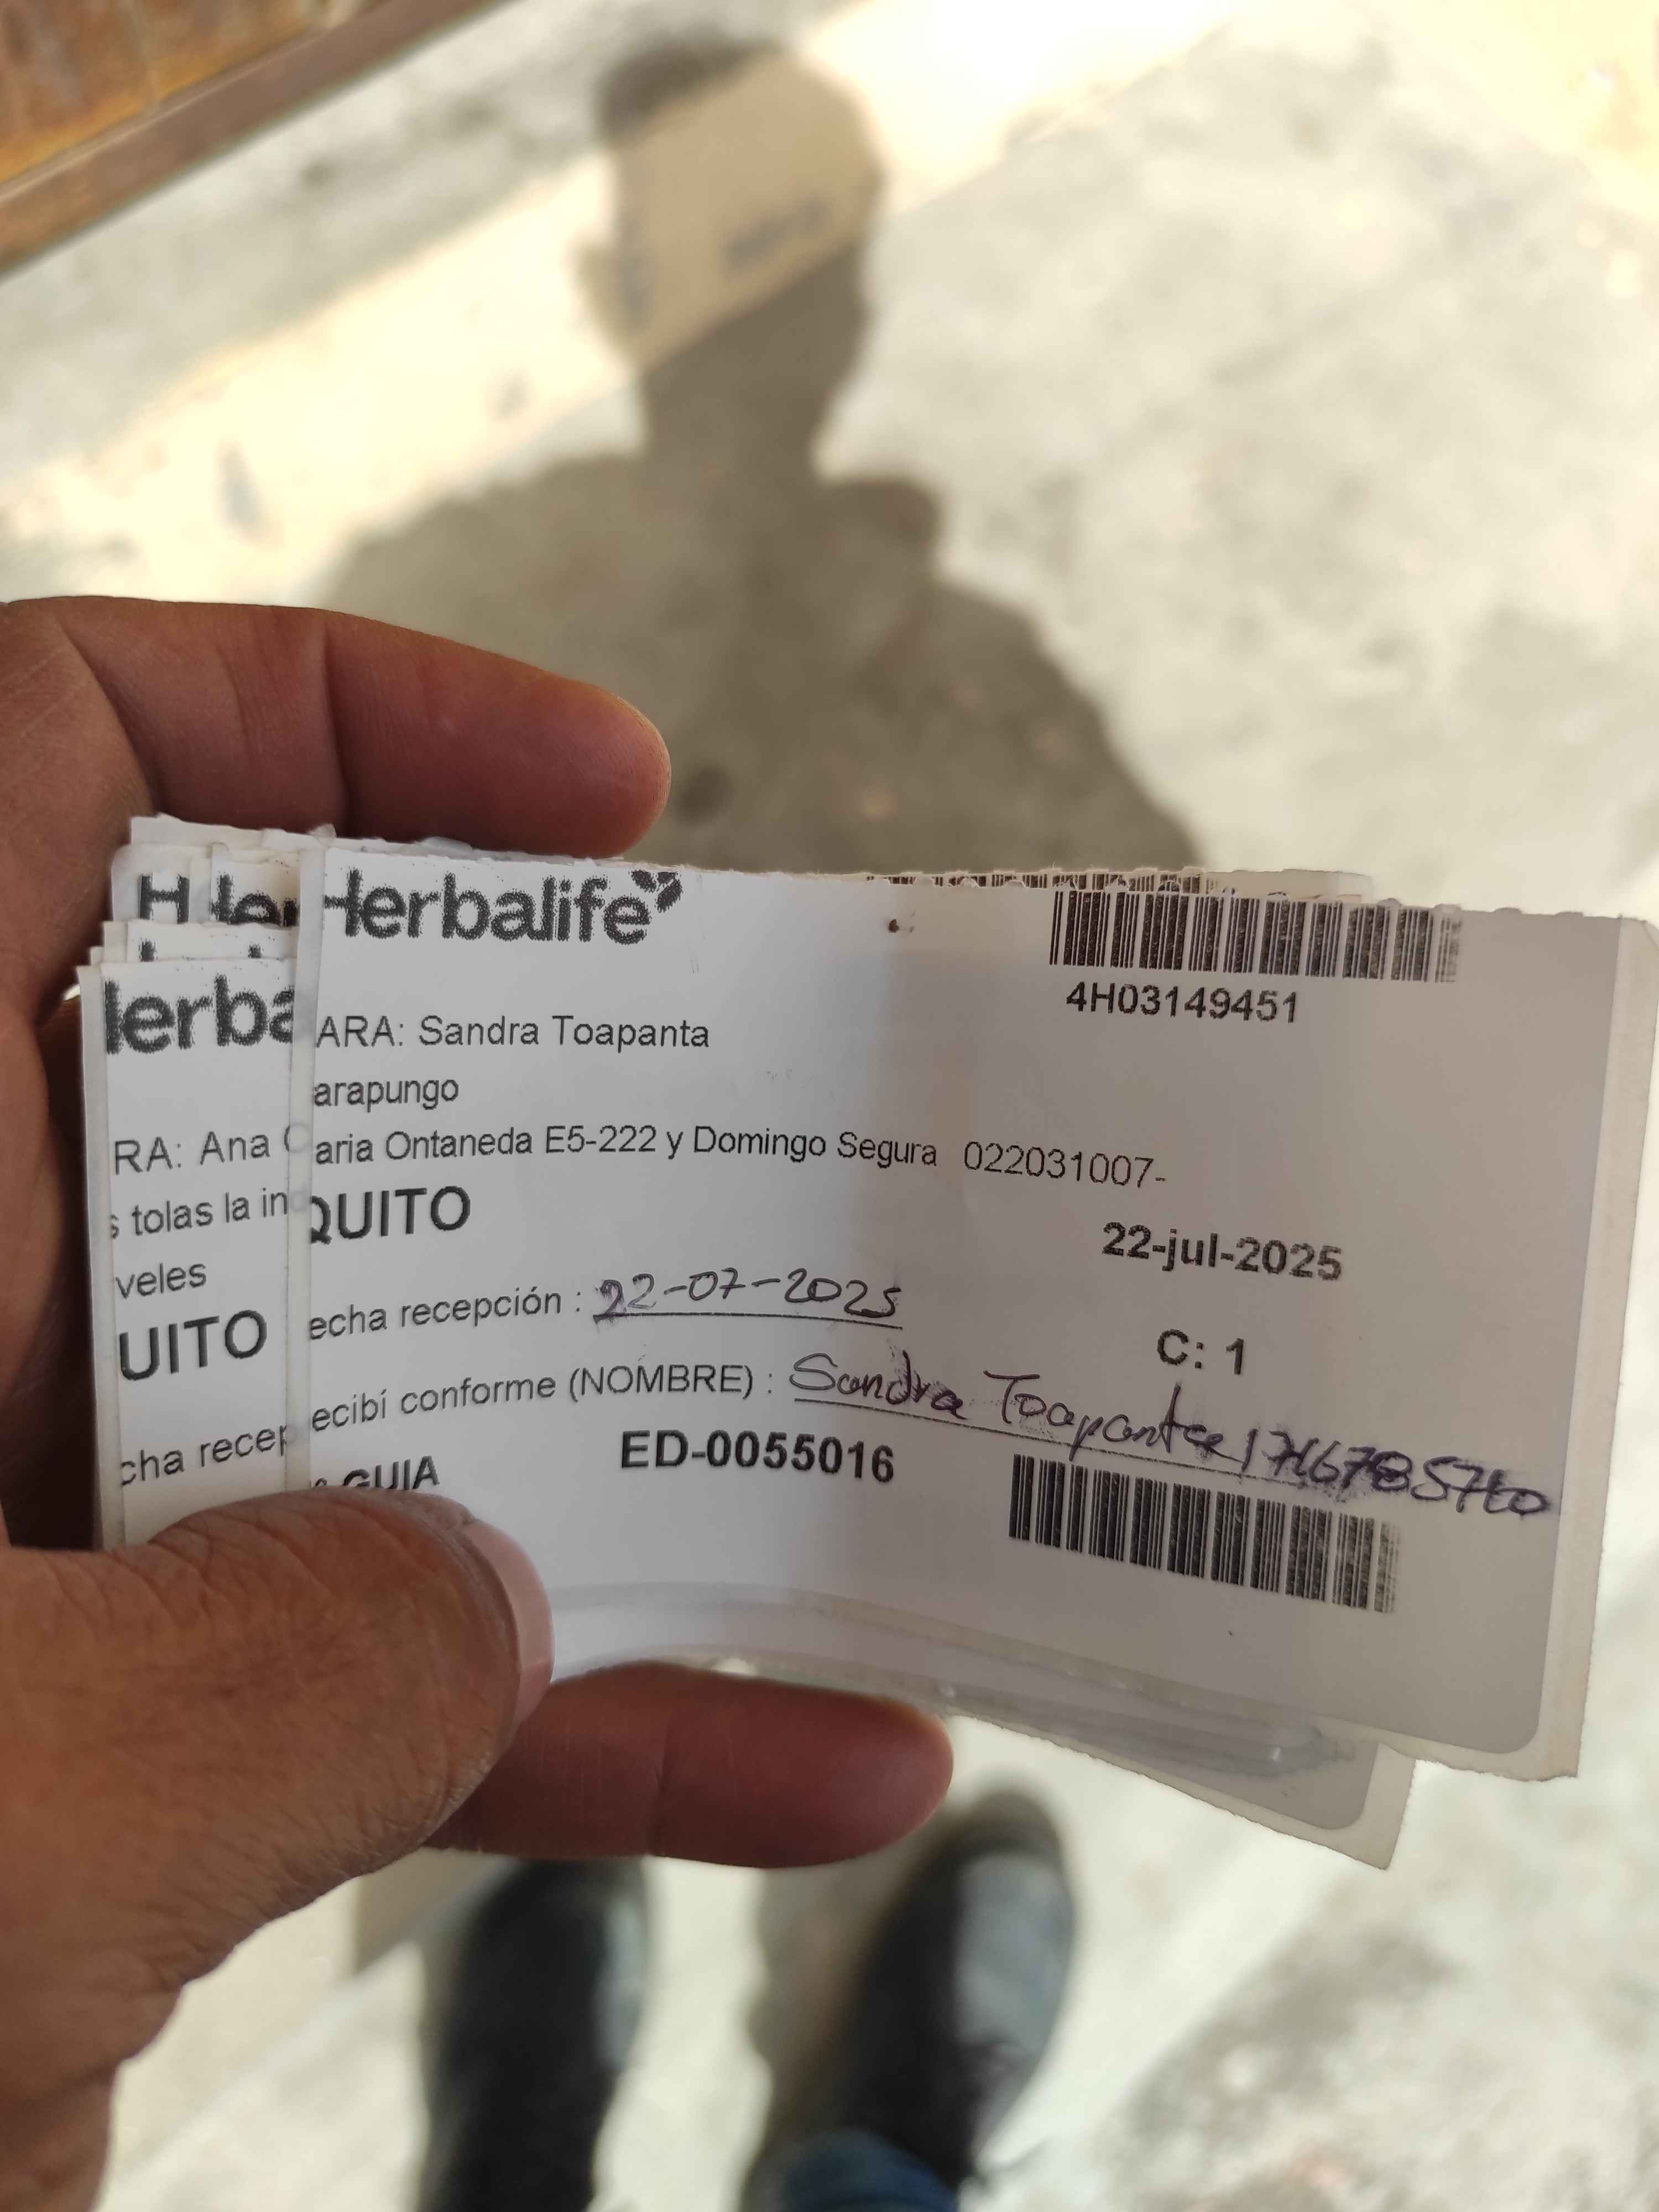 Herbalife
4H03149451
ARA: Sandra Toapanta
arapungo
aria Ontaneda E5-222 y Domingo Segura 022031007-
QUITO
22-jul-2025
echa recepción : 22-07-2025
C: 1
ecibí conforme (NOMBRE) : Sandra Toapanta
GUIA ED-0055016
H Her
lerba
RA: Ana
s tolas la in
veles
UITO
cha recep